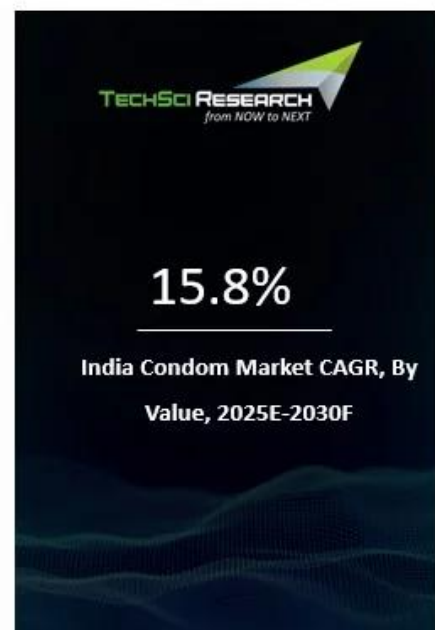 TECHSCI RESEARCH
from NOW to NEXT
15.8%
India Condom Market CAGR, By
Value, 2025E-2030F